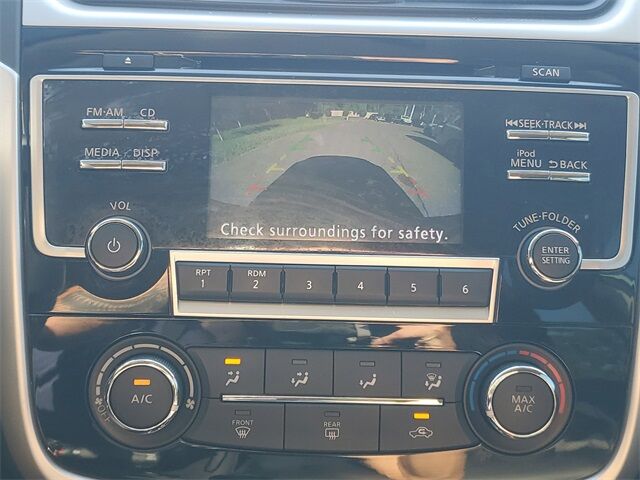 SCAN
FM·AM CD
MEDIA DISP
VOL
Check surroundings for safety.
SEEK·TRACK
iPod
MENU BACK
TUNE·FOLDER
ENTER
SETTING
RPT
1
RDM
2
3
4
5
6
A/C
OFF
FRONT
REAR
MAX
A/C